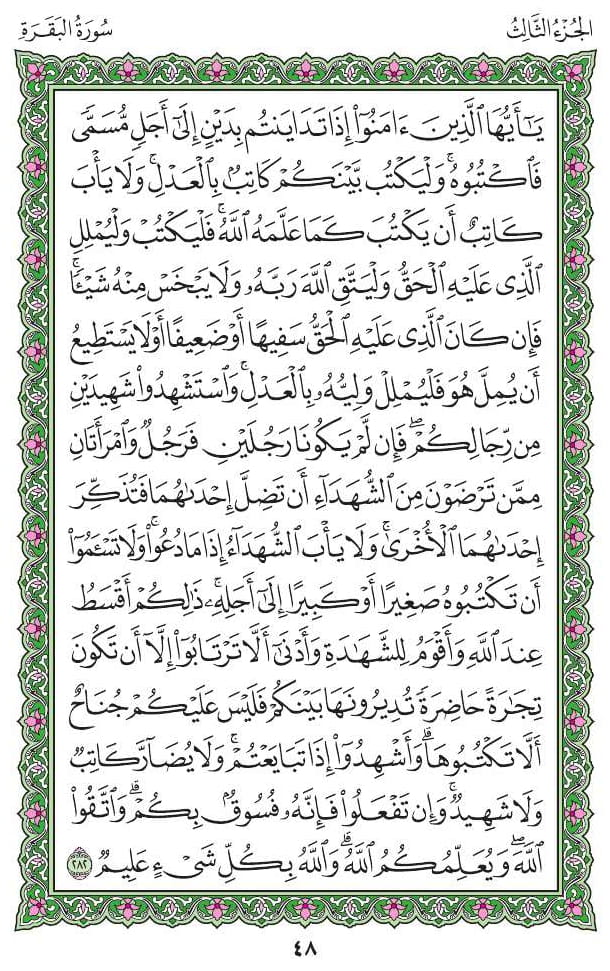 الجُزْءُ الثَّالِثُ
سُورَةُ البَقَرَةِ
يَٰٓأَيُّهَا ٱلَّذِينَ ءَامَنُوٓا۟ إِذَا تَدَايَنتُم بِدَيْنٍ إِلَىٰٓ أَجَلٍ مُّسَمًّى
فَٱكْتُبُوهُ ۚ وَلْيَكْتُب بَّيْنَكُمْ كَاتِبٌۢ بِٱلْعَدْلِ ۚ وَلَا يَأْبَ
كَاتِبٌ أَن يَكْتُبَ كَمَا عَلَّمَهُ ٱللَّهُ ۚ فَلْيَكْتُبْ وَلْيُمْلِلِ
ٱلَّذِى عَلَيْهِ ٱلْحَقُّ وَلْيَتَّقِ ٱللَّهَ رَبَّهُۥ وَلَا يَبْخَسْ مِنْهُ شَيْـًٔا ۚ
فَإِن كَانَ ٱلَّذِى عَلَيْهِ ٱلْحَقُّ سَفِيهًا أَوْ ضَعِيفًا أَوْ لَا يَسْتَطِيعُ
أَن يُمِلَّ هُوَ فَلْيُمْلِلْ وَلِيُّهُۥ بِٱلْعَدْلِ ۚ وَٱسْتَشْهِدُوا۟ شَهِيدَيْنِ
مِن رِّجَالِكُمْ ۖ فَإِن لَّمْ يَكُونَا رَجُلَيْنِ فَرَجُلٌ وَٱمْرَأَتَانِ
مِمَّن تَرْضَوْنَ مِنَ ٱلشُّهَدَآءِ أَن تَضِلَّ إِحْدَىٰهُمَا فَتُذَكِّرَ
إِحْدَىٰهُمَا ٱلْأُخْرَىٰ ۚ وَلَا يَأْبَ ٱلشُّهَدَآءُ إِذَا مَا دُعُوا۟ ۚ وَلَا تَسْـَٔمُوٓا۟
أَن تَكْتُبُوهُ صَغِيرًا أَوْ كَبِيرًا إِلَىٰٓ أَجَلِهِۦ ۚ ذَٰلِكُمْ أَقْسَطُ
عِندَ ٱللَّهِ وَأَقْوَمُ لِلشَّهَٰدَةِ وَأَدْنَىٰٓ أَلَّا تَرْتَابُوٓا۟ ۖ إِلَّآ أَن تَكُونَ
تِجَٰرَةً حَاضِرَةً تُدِيرُونَهَا بَيْنَكُمْ فَلَيْسَ عَلَيْكُمْ جُنَاحٌ
أَلَّا تَكْتُبُوهَا ۗ وَأَشْهِدُوٓا۟ إِذَا تَبَايَعْتُمْ ۚ وَلَا يُضَآرَّ كَاتِبٌ
وَلَا شَهِيدٌ ۚ وَإِن تَفْعَلُوا۟ فَإِنَّهُۥ فُسُوقٌۢ بِكُمْ ۗ وَٱتَّقُوا۟
ٱللَّهَ ۖ وَيُعَلِّمُكُمُ ٱللَّهُ ۗ وَٱللَّهُ بِكُلِّ شَىْءٍ عَلِيمٌ ٢٨٢
٤٨